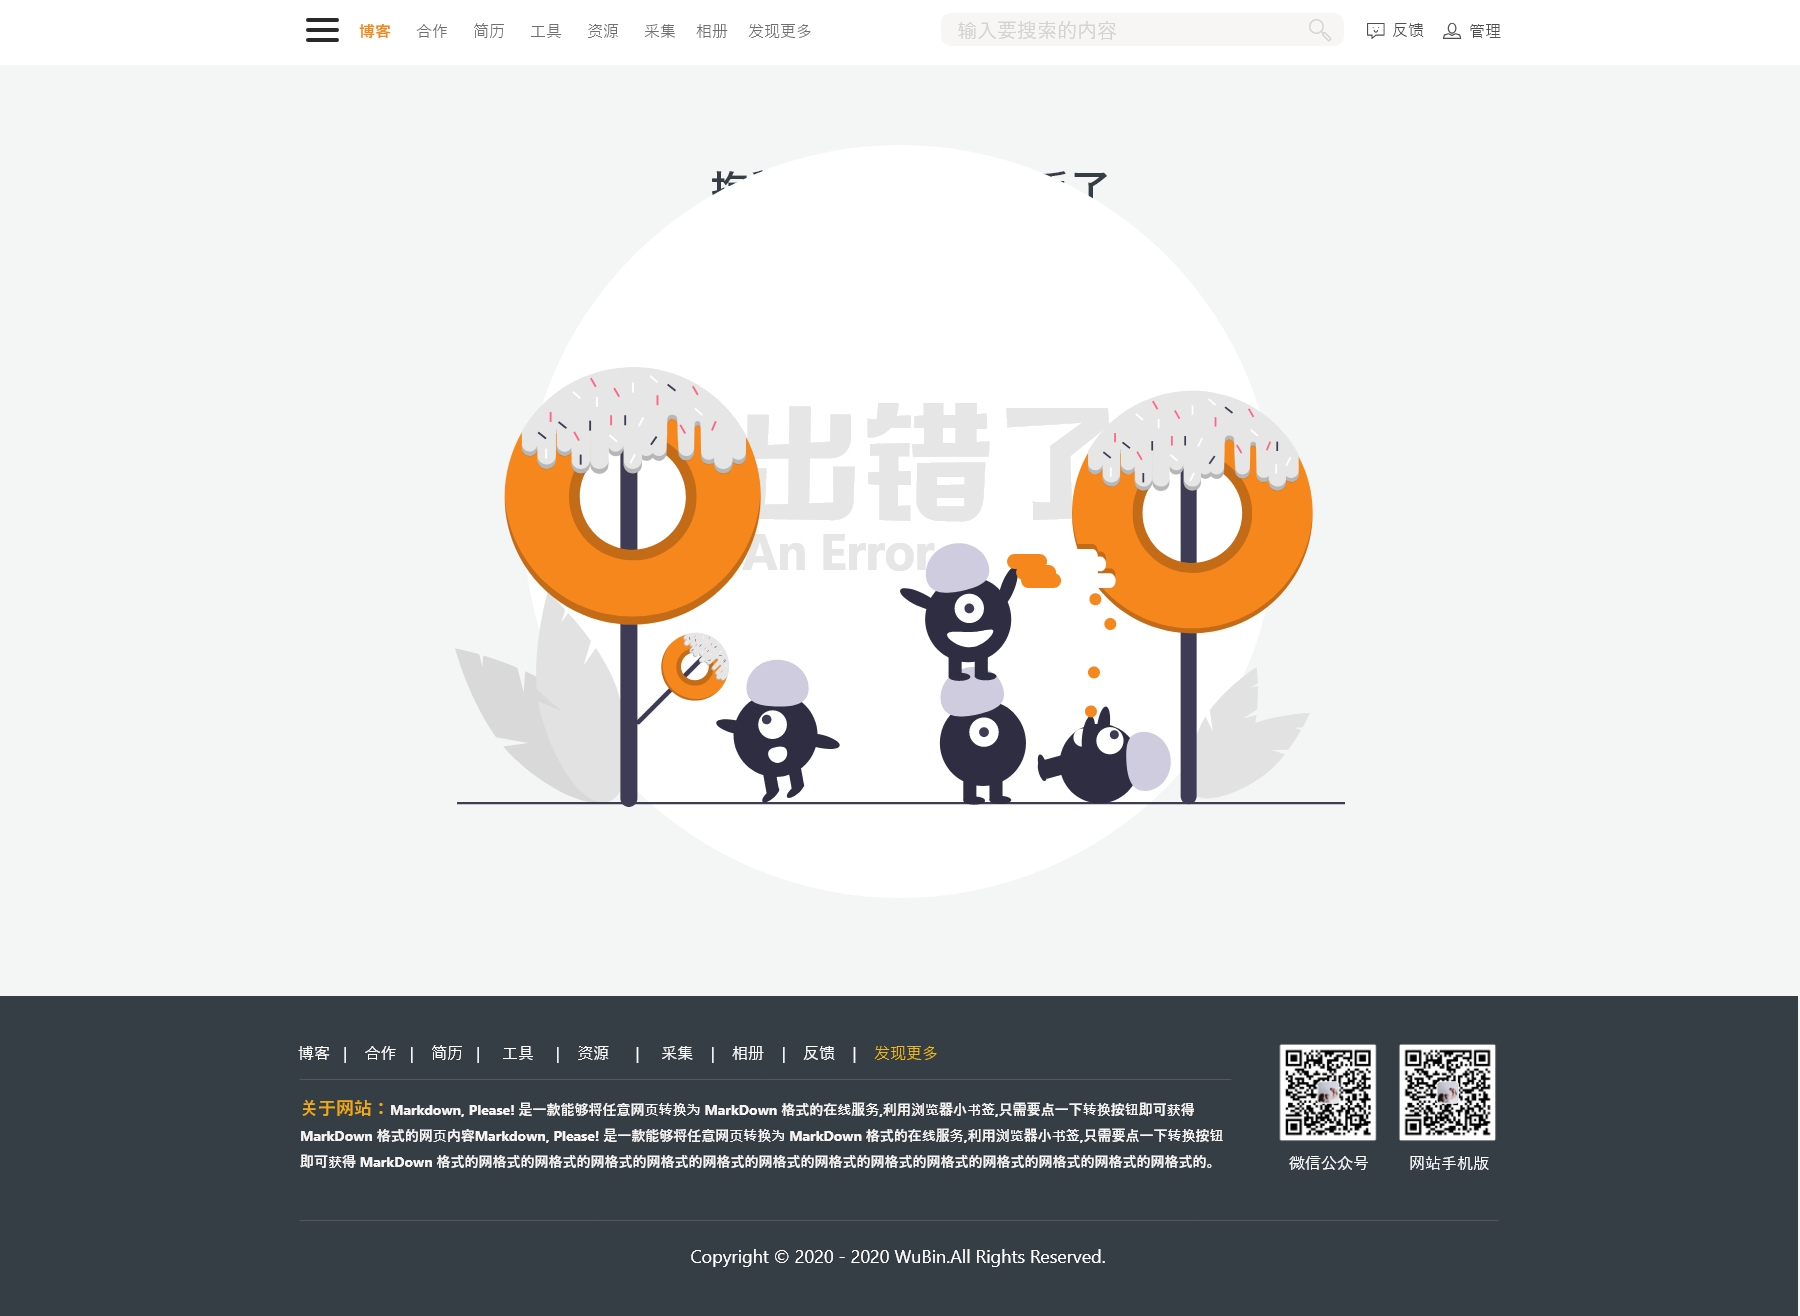 博客 合作 简历 工具 资源 采集 相册 发现更多 输入要搜索的内容 反馈 管理
了
出错了
An Error
博客 | 合作 | 简历 | 工具 | 资源 | 采集 | 相册 | 反馈 | 发现更多
关于网站：Markdown, Please! 是一款能够将任意网页转换为 MarkDown 格式的在线服务,利用浏览器小书签,只需要点一下转换按钮即可获得
MarkDown 格式的网页内容Markdown, Please! 是一款能够将任意网页转换为 MarkDown 格式的在线服务,利用浏览器小书签,只需要点一下转换按钮
即可获得 MarkDown 格式的网格式的网格式的网格式的网格式的网格式的网格式的网格式的网格式的网格式的网格式的网格式的网格式的网格式的。
微信公众号 网站手机版
Copyright © 2020 - 2020 WuBin.All Rights Reserved.